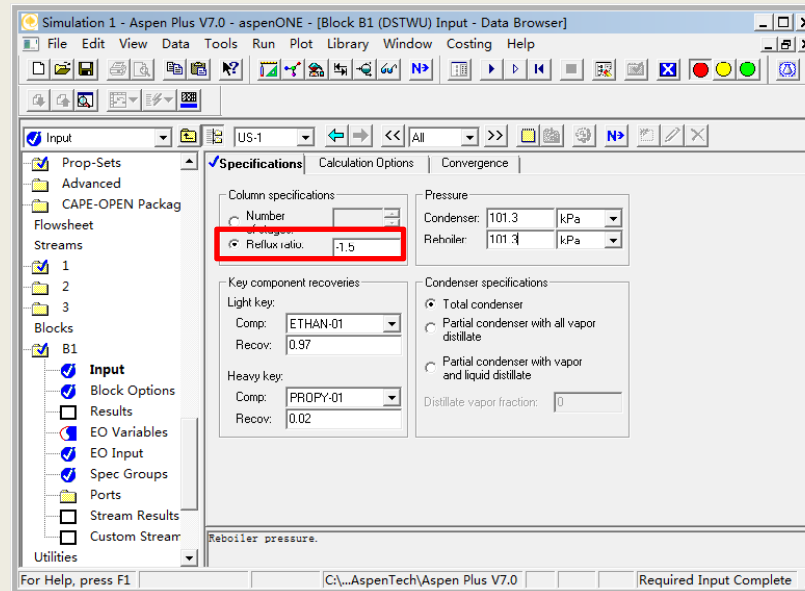 Simulation 1 - Aspen Plus V7.0 - aspenONE - [Block B1 (DSTWU) Input - Data Browser]
File Edit View Data Tools Run Plot Library Window Costing Help
N>
Input US-1 << All >> N>
Prop-Sets
Advanced
CAPE-OPEN Packag
Flowsheet
Streams
1
2
3
Blocks
B1
Input
Block Options
Results
EO Variables
EO Input
Spec Groups
Ports
Stream Results
Custom Stream
Utilities
Specifications Calculation Options Convergence
Column specifications
Number
of stages:
Reflux ratio: -1.5
Pressure
Condenser: 101.3 kPa
Reboiler: 101.3 kPa
Key component recoveries
Light key:
Comp: ETHAN-01
Recov: 0.97
Heavy key:
Comp: PROPY-01
Recov: 0.02
Condenser specifications
Total condenser
Partial condenser with all vapor
distillate
Partial condenser with vapor
and liquid distillate
Distillate vapor fraction: 0
Reboiler pressure.
For Help, press F1 C:\...AspenTech\Aspen Plus V7.0 Required Input Complete